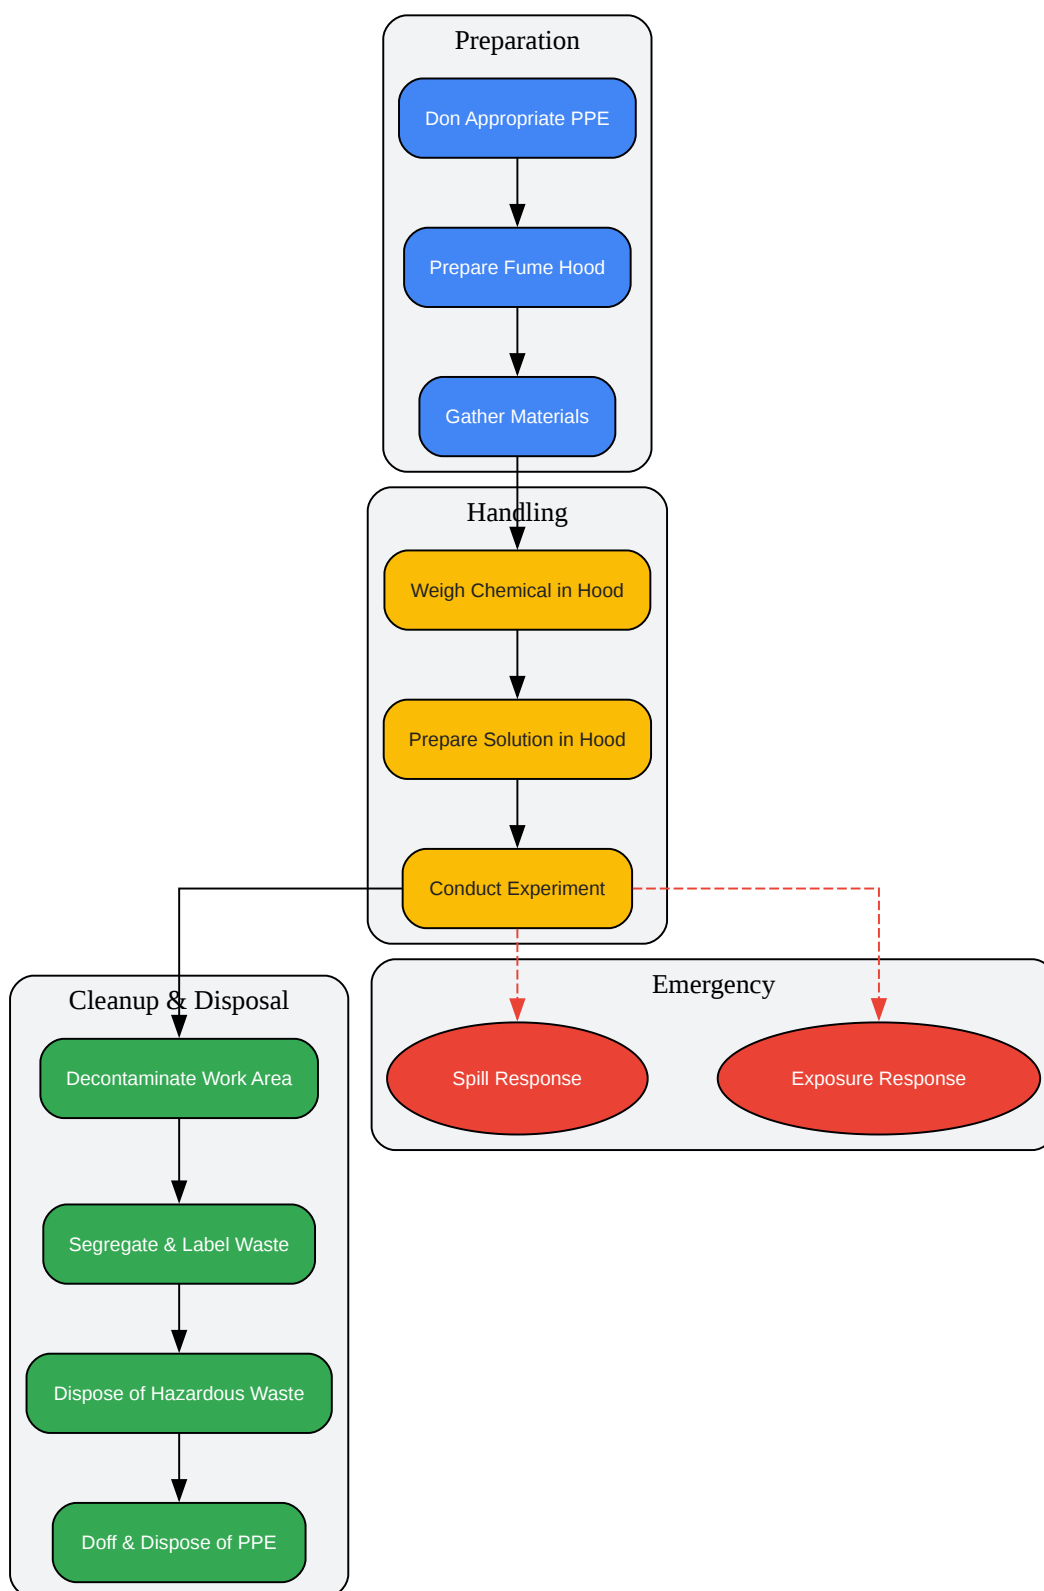 Preparation
Don Appropriate PPE
Prepare Fume Hood
Gather Materials
Handling
Weigh Chemical in Hood
Prepare Solution in Hood
Conduct Experiment
Cleanup & Disposal
Decontaminate Work Area
Segregate & Label Waste
Dispose of Hazardous Waste
Doff & Dispose of PPE
Emergency
Spill Response
Exposure Response